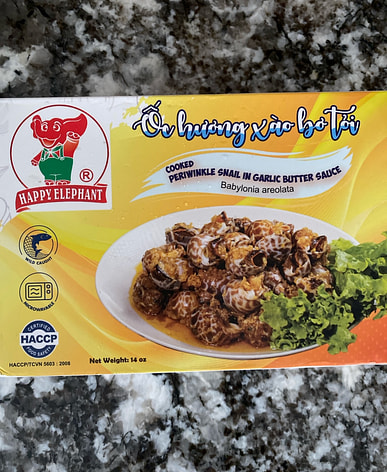 Ốc hương xào bơ tỏi
COOKED
PERIWINKLE SNAIL IN GARLIC BUTTER SAUCE
Babylonia areolata
®
HAPPY ELEPHANT
WILD CAUGHT
MICROWAVABLE
CERTIFIED
HACCP
FOOD SAFETY
HACCP/TCVN 5603 : 2008
Net Weight: 14 oz